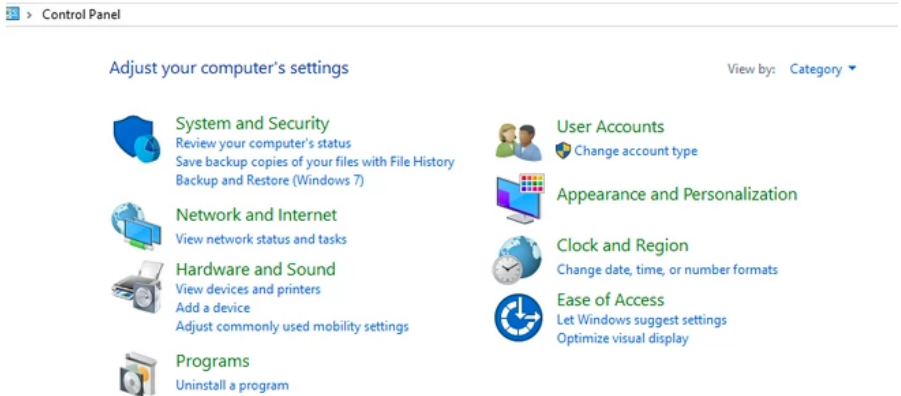 > Control Panel
Adjust your computer's settings
View by: Category
System and Security
Review your computer's status
Save backup copies of your files with File History
Backup and Restore (Windows 7)
Network and Internet
View network status and tasks
Hardware and Sound
View devices and printers
Add a device
Adjust commonly used mobility settings
Programs
Uninstall a program
User Accounts
Change account type
Appearance and Personalization
Clock and Region
Change date, time, or number formats
Ease of Access
Let Windows suggest settings
Optimize visual display